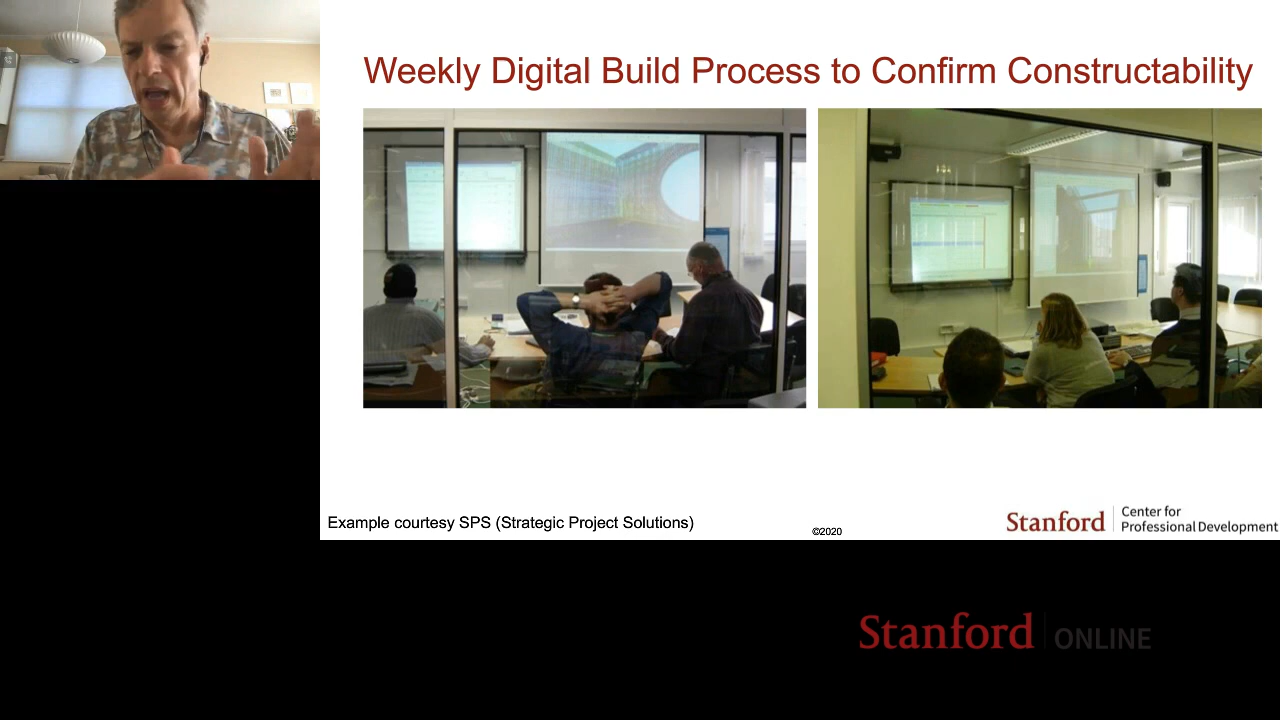 Weekly Digital Build Process to Confirm Constructability
Example courtesy SPS (Strategic Project Solutions)
©2020
Stanford
Center for
Professional Development
Stanford ONLINE